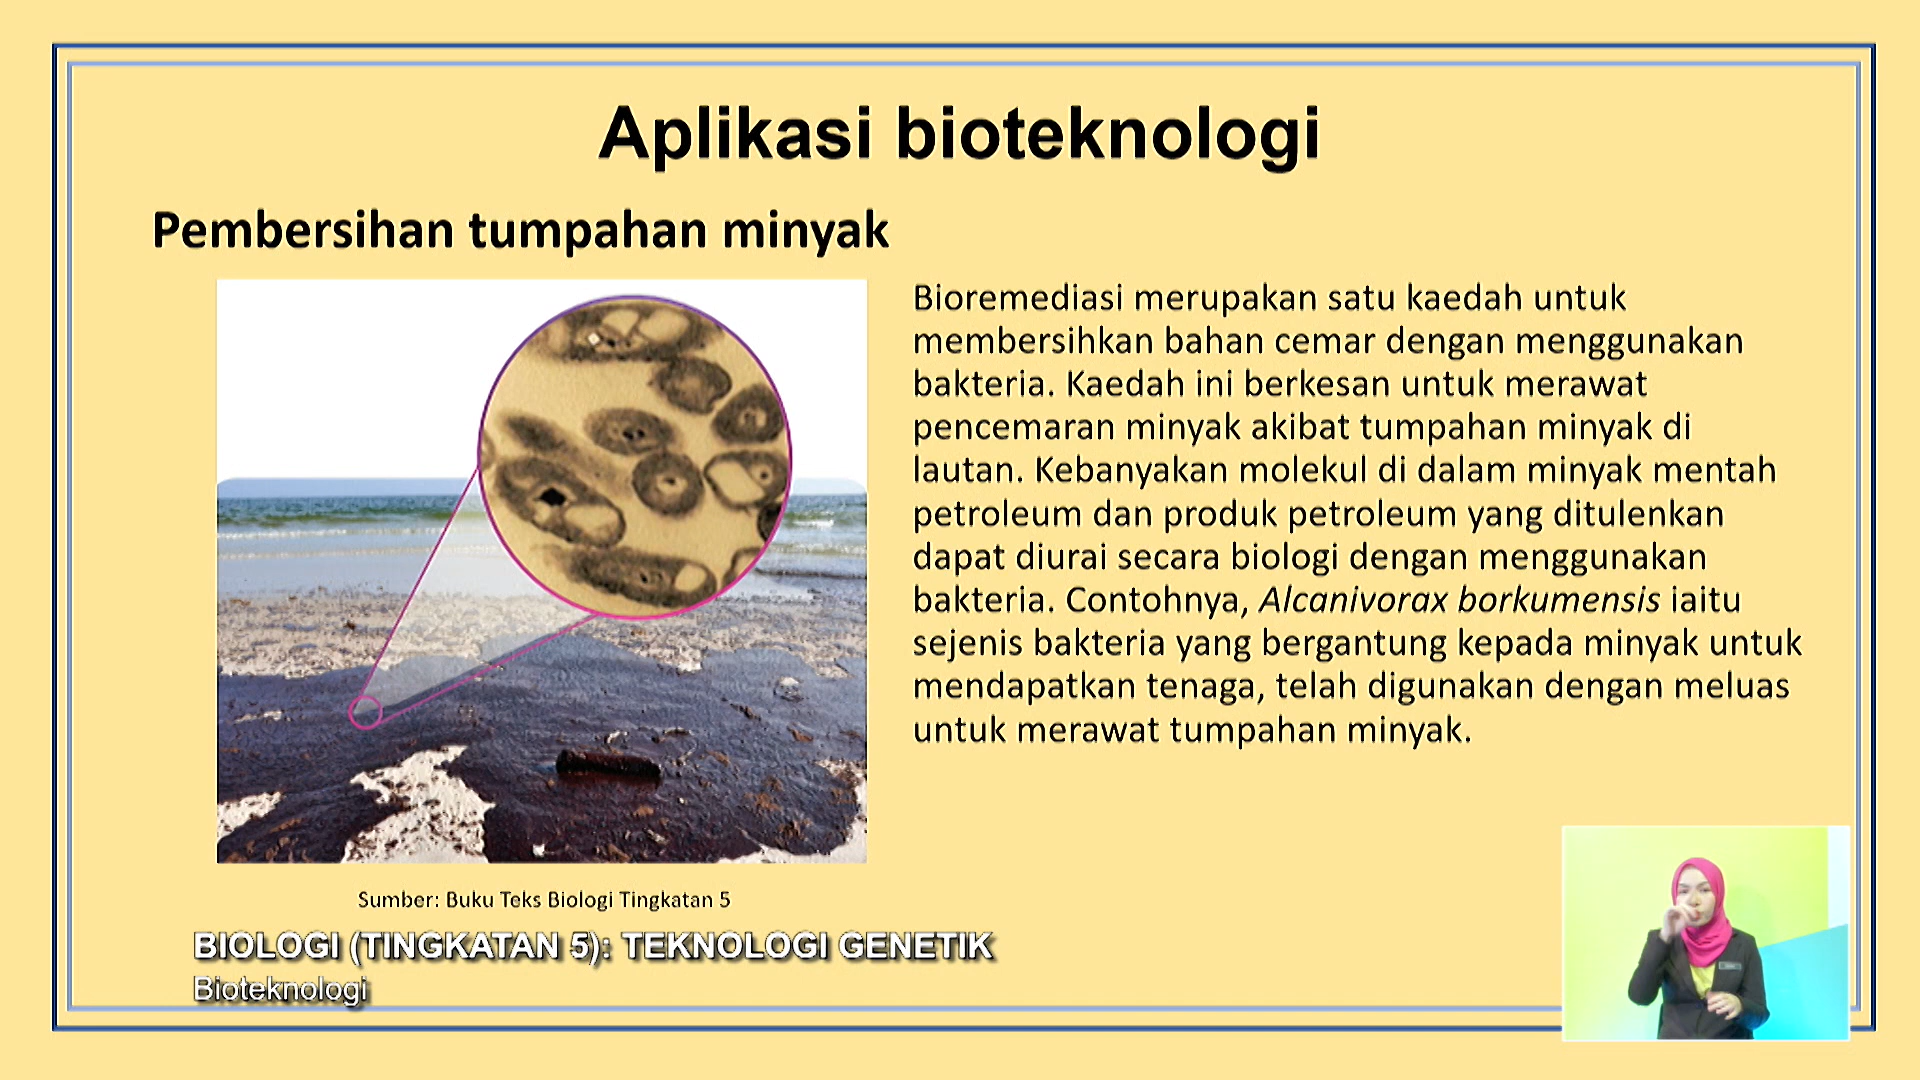 Aplikasi bioteknologi
Pembersihan tumpahan minyak
Bioremediasi merupakan satu kaedah untuk
membersihkan bahan cemar dengan menggunakan
bakteria. Kaedah ini berkesan untuk merawat
pencemaran minyak akibat tumpahan minyak di
lautan. Kebanyakan molekul di dalam minyak mentah
petroleum dan produk petroleum yang ditulenkan
dapat diurai secara biologi dengan menggunakan
bakteria. Contohnya, Alcanivorax borkumensis iaitu
sejenis bakteria yang bergantung kepada minyak untuk
mendapatkan tenaga, telah digunakan dengan meluas
untuk merawat tumpahan minyak.
Sumber: Buku Teks Biologi Tingkatan 5
BIOLOGI (TINGKATAN 5): TEKNOLOGI GENETIK
Bioteknologi